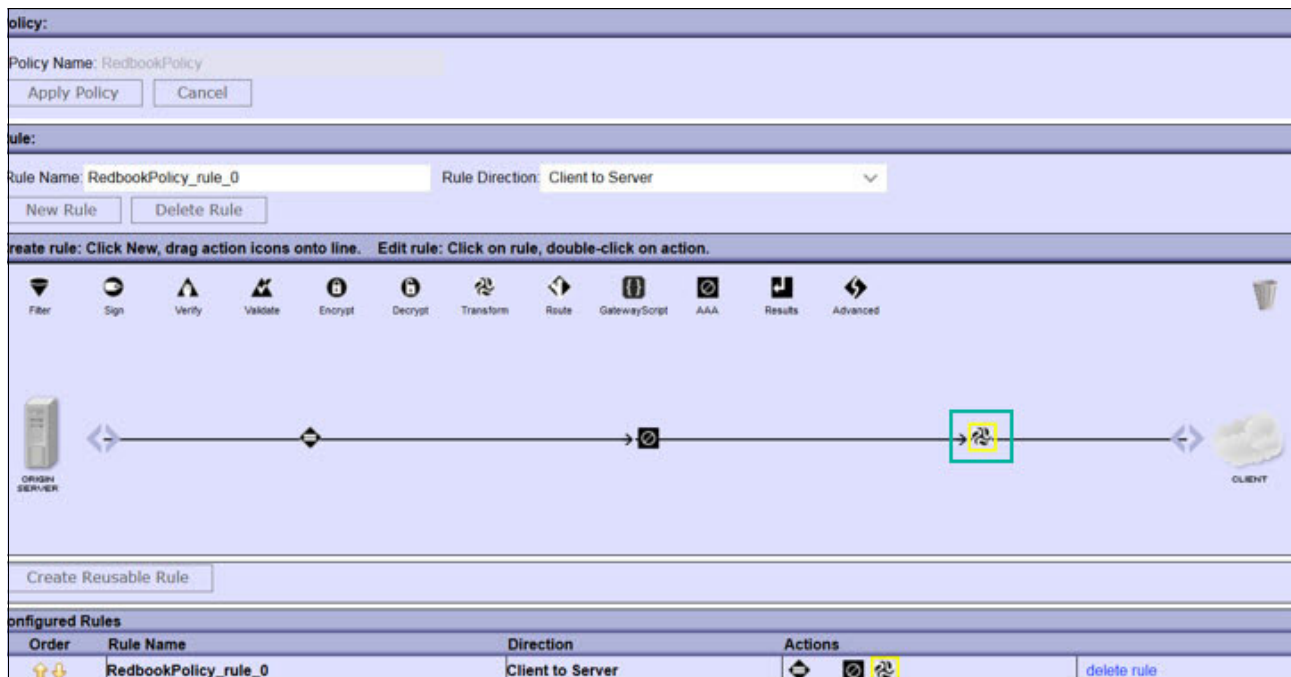 olicy:
Policy Name: RedbookPolicy
Apply Policy Cancel
ule:
Rule Name: RedbookPolicy_rule_0 Rule Direction: Client to Server
New Rule Delete Rule
reate rule: Click New, drag action icons onto line. Edit rule: Click on rule, double-click on action.
Filter Sign Verify Validate Encrypt Decrypt Transform Route GatewayScript AAA Results Advanced
ORIGIN
SERVER
CLIENT
Create Reusable Rule
onfigured Rules
Order Rule Name Direction Actions
RedbookPolicy_rule_0 Client to Server delete rule